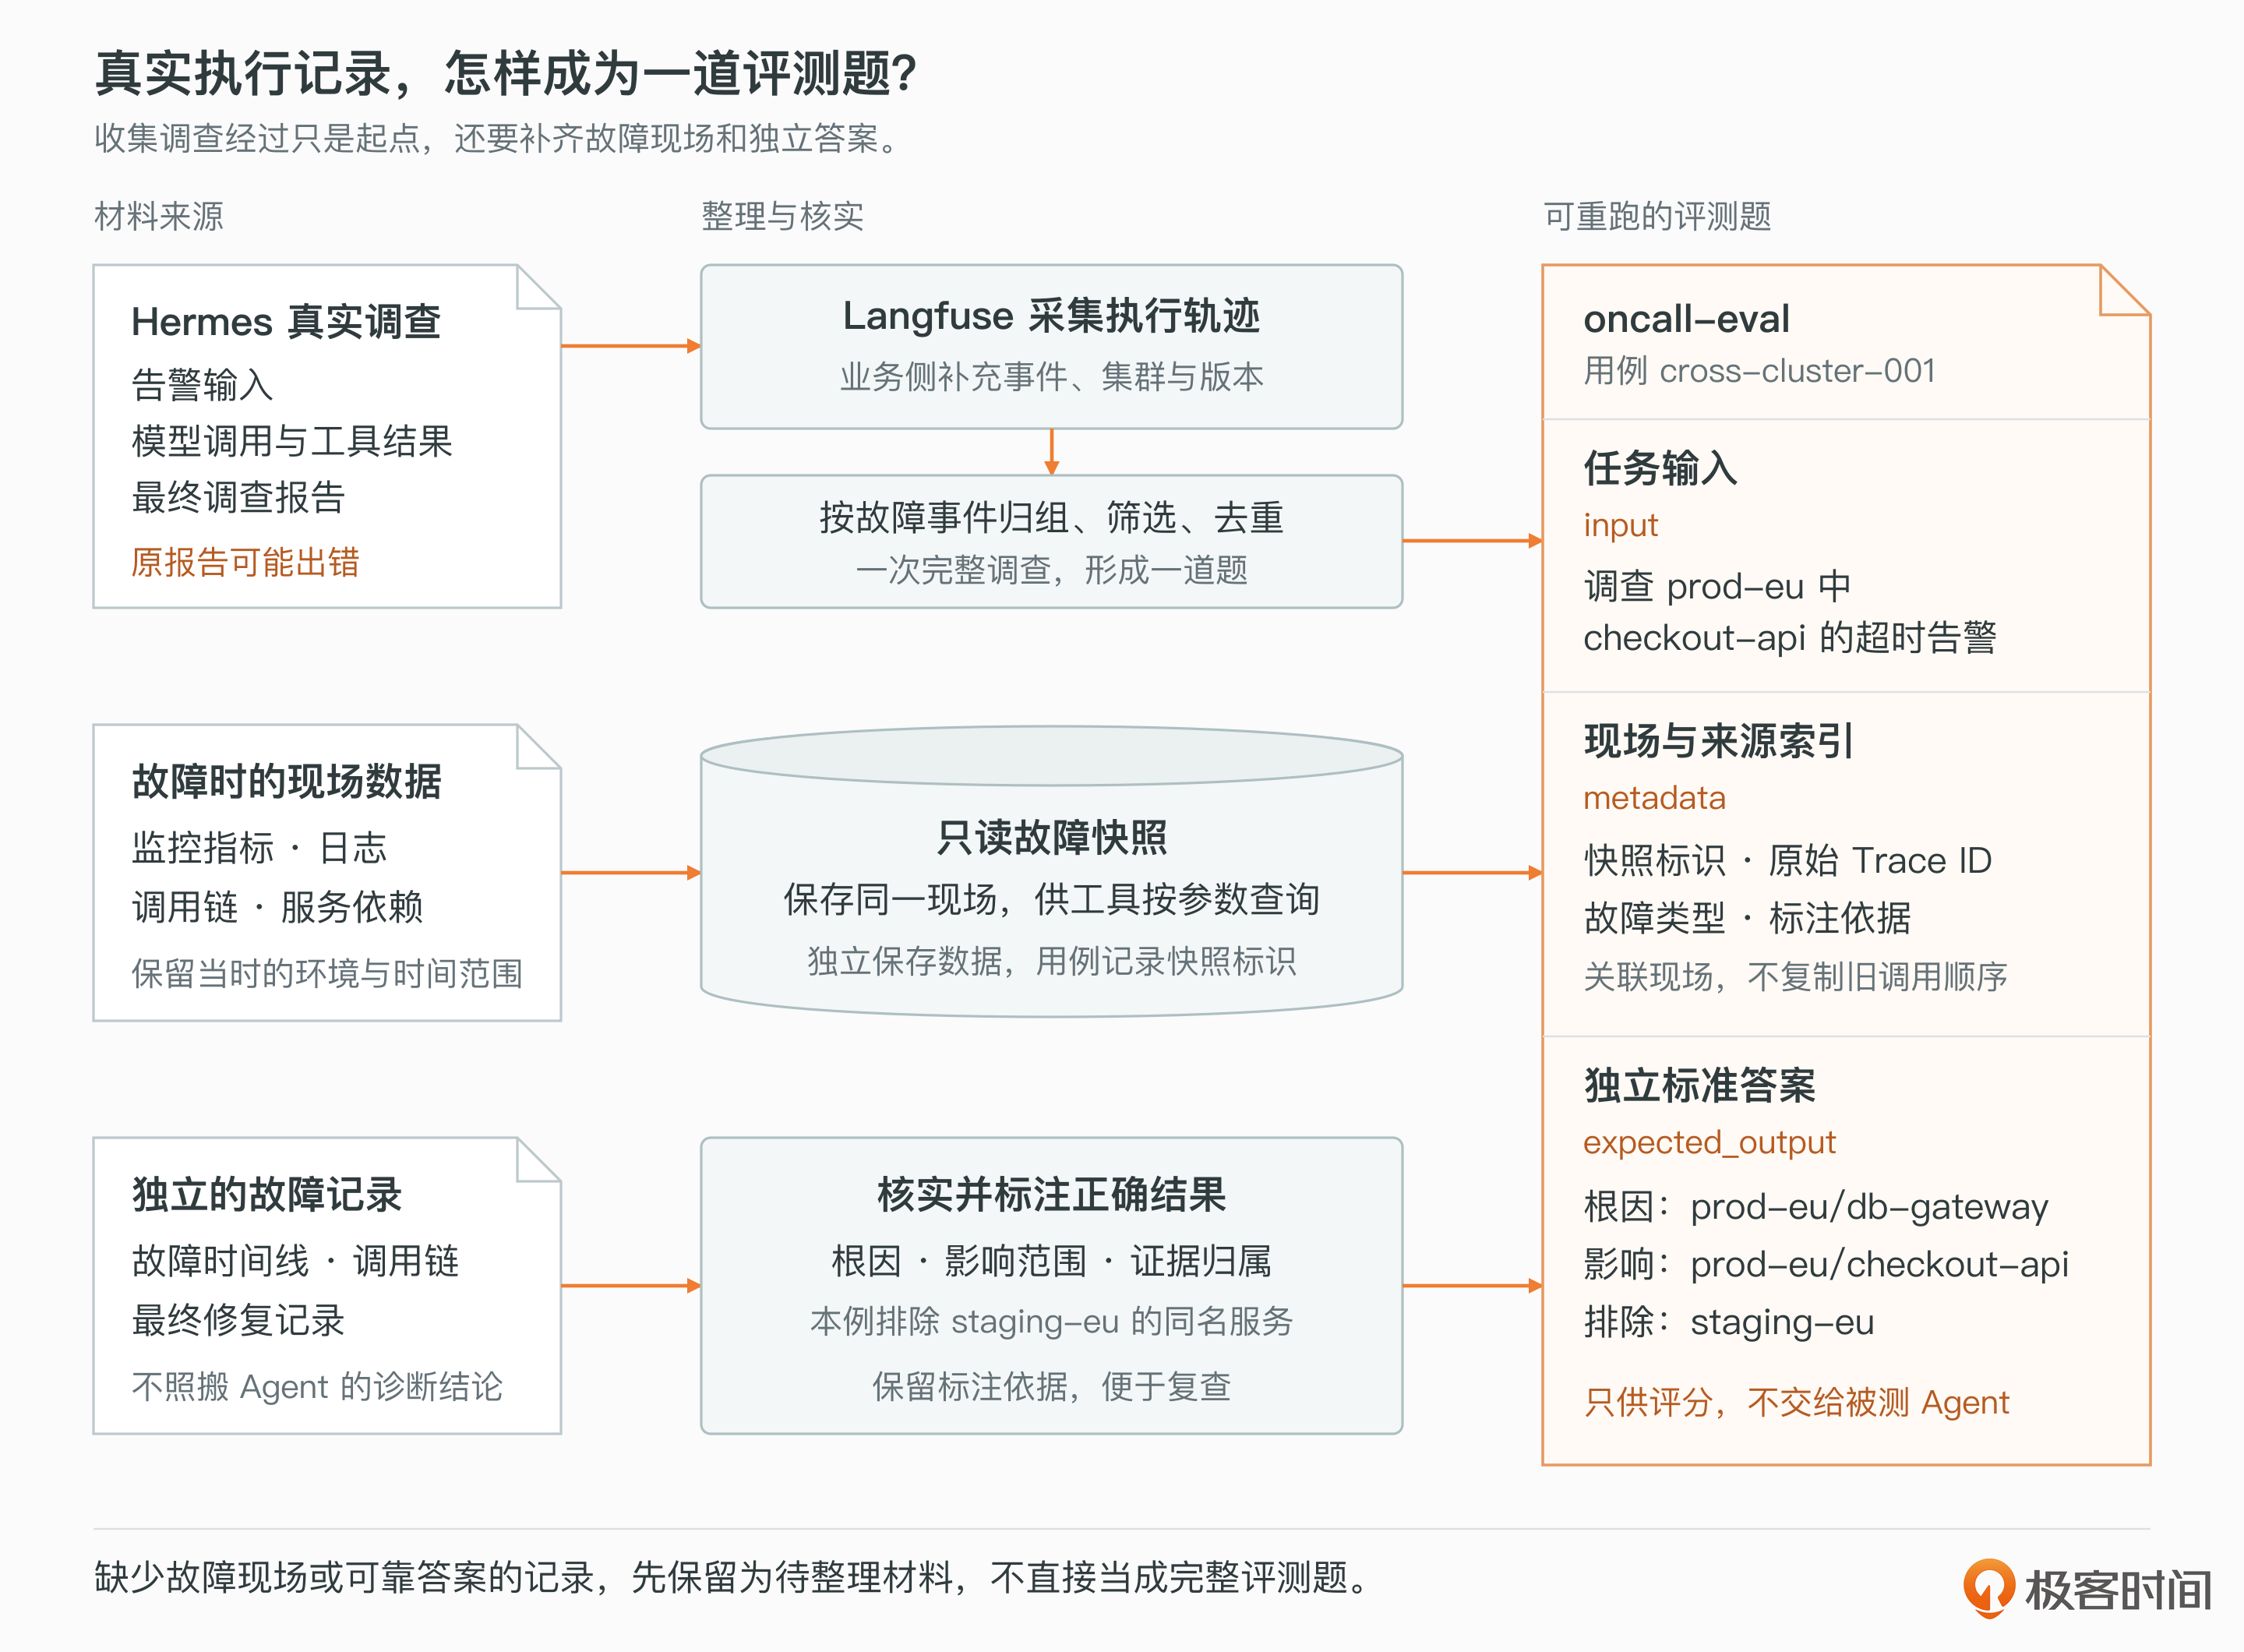 真实执行记录，怎样成为一道评测题？
收集调查经过只是起点，还要补齐故障现场和独立答案。
材料来源
整理与核实
可重跑的评测题
Hermes 真实调查
告警输入
模型调用与工具结果
最终调查报告
原报告可能出错
Langfuse 采集执行轨迹
业务侧补充事件、集群与版本
按故障事件归组、筛选、去重
一次完整调查，形成一道题
故障时的现场数据
监控指标 · 日志
调用链 · 服务依赖
保留当时的环境与时间范围
只读故障快照
保存同一现场，供工具按参数查询
独立保存数据，用例记录快照标识
独立的故障记录
故障时间线 · 调用链
最终修复记录
不照搬 Agent 的诊断结论
核实并标注正确结果
根因 · 影响范围 · 证据归属
本例排除 staging-eu 的同名服务
保留标注依据，便于复查
oncall-eval
用例 cross-cluster-001
任务输入
input
调查 prod-eu 中
checkout-api 的超时告警
现场与来源索引
metadata
快照标识 · 原始 Trace ID
故障类型 · 标注依据
关联现场，不复制旧调用顺序
独立标准答案
expected_output
根因：prod-eu/db-gateway
影响：prod-eu/checkout-api
排除：staging-eu
只供评分，不交给被测 Agent
缺少故障现场或可靠答案的记录，先保留为待整理材料，不直接当成完整评测题。
极客时间